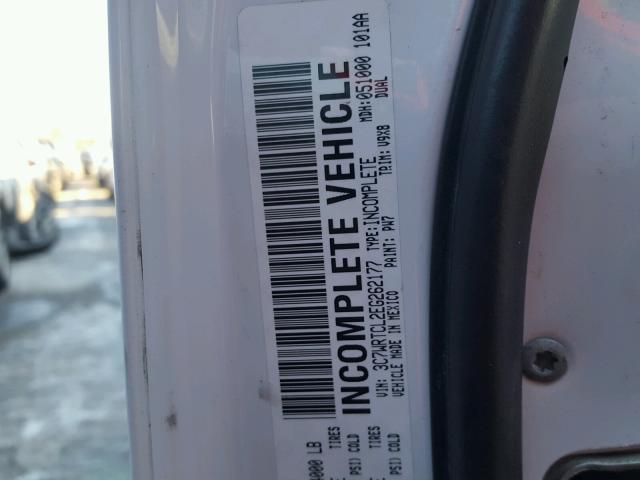 4000 LB
TIRES
PSI) COLD
TIRES
PSI) COLD
INCOMPLETE VEHICLE
MDH: 051000 101AA
DUAL
VIN: 3C7WRTCL2EG262177 TYPE: INCOMPLETE
PAINT: PW7 TRIM: V9X8
VEHICLE MADE IN MEXICO